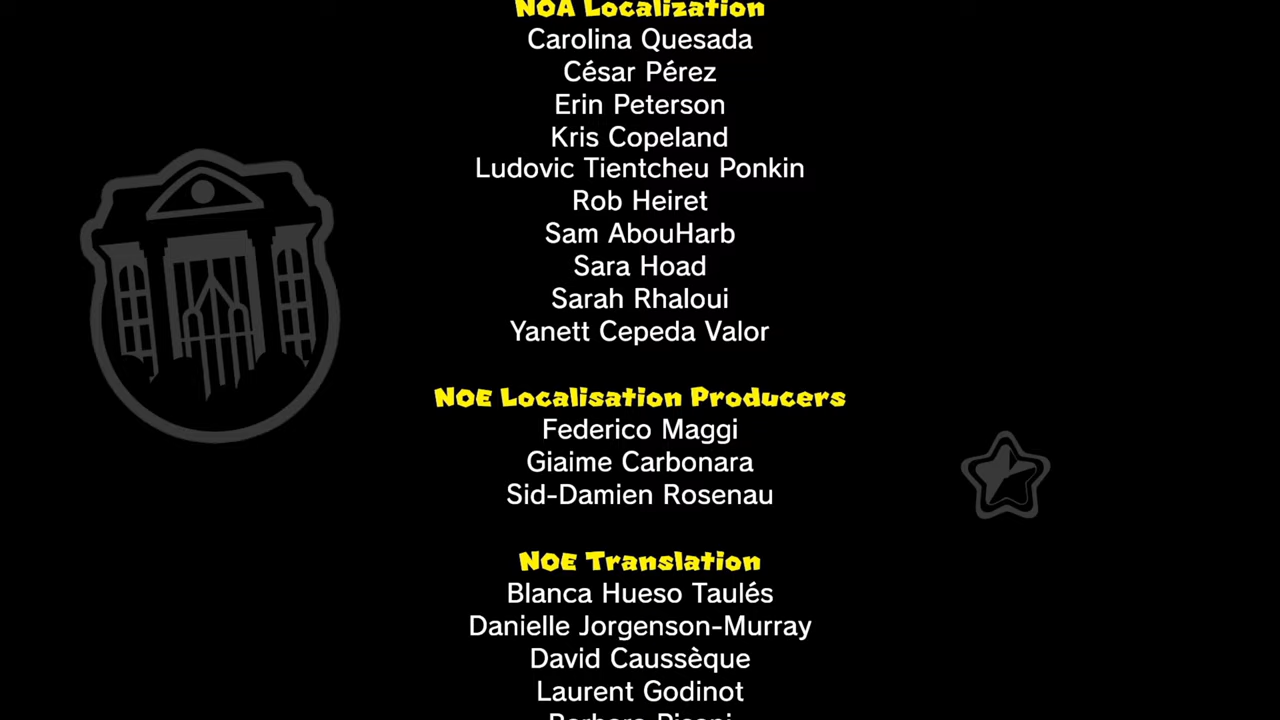 NOA Localization
Carolina Quesada
César Pérez
Erin Peterson
Kris Copeland
Ludovic Tientcheu Ponkin
Rob Heiret
Sam AbouHarb
Sara Hoad
Sarah Rhaloui
Yanett Cepeda Valor
NOE Localisation Producers
Federico Maggi
Giaime Carbonara
Sid-Damien Rosenau
NOE Translation
Blanca Hueso Taulés
Danielle Jorgenson-Murray
David Caussèque
Laurent Godinot